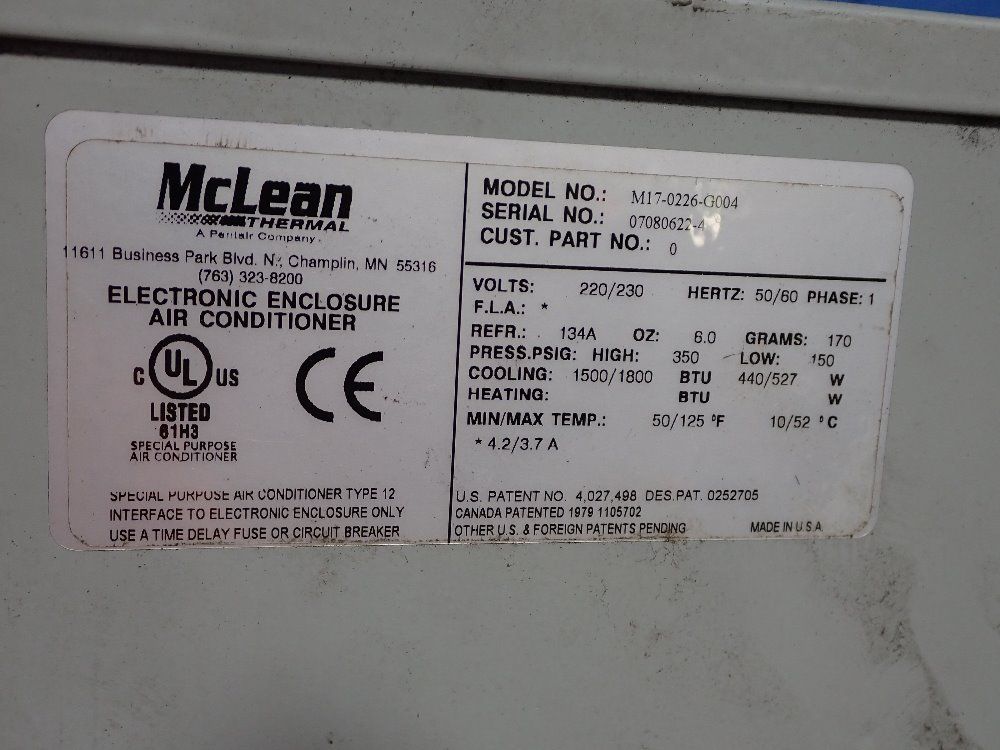 McLean
THERMAL
A Pentair Company.
11611 Business Park Blvd. N., Champlin, MN 55316
(763) 323-8200
ELECTRONIC ENCLOSURE
AIR CONDITIONER
C UL US
LISTED
61H3
SPECIAL PURPOSE
AIR CONDITIONER
CE
SPECIAL PURPOSE AIR CONDITIONER TYPE 12
INTERFACE TO ELECTRONIC ENCLOSURE ONLY
USE A TIME DELAY FUSE OR CIRCUIT BREAKER
MODEL NO.: M17-0226-G004
SERIAL NO.: 07080622-4
CUST. PART NO.: 0
VOLTS: 220/230 HERTZ: 50/60 PHASE: 1
F.L.A.: *
REFR.: 134A OZ: 6.0 GRAMS: 170
PRESS.PSIG: HIGH: 350 LOW: 150
COOLING: 1500/1800 BTU 440/527 W
HEATING: BTU W
MIN/MAX TEMP.: 50/125 °F 10/52 °C
* 4.2/3.7 A
U.S. PATENT NO. 4,027,498 DES.PAT. 0252705
CANADA PATENTED 1979 1105702
OTHER U.S. & FOREIGN PATENTS PENDING MADE IN U.S.A.